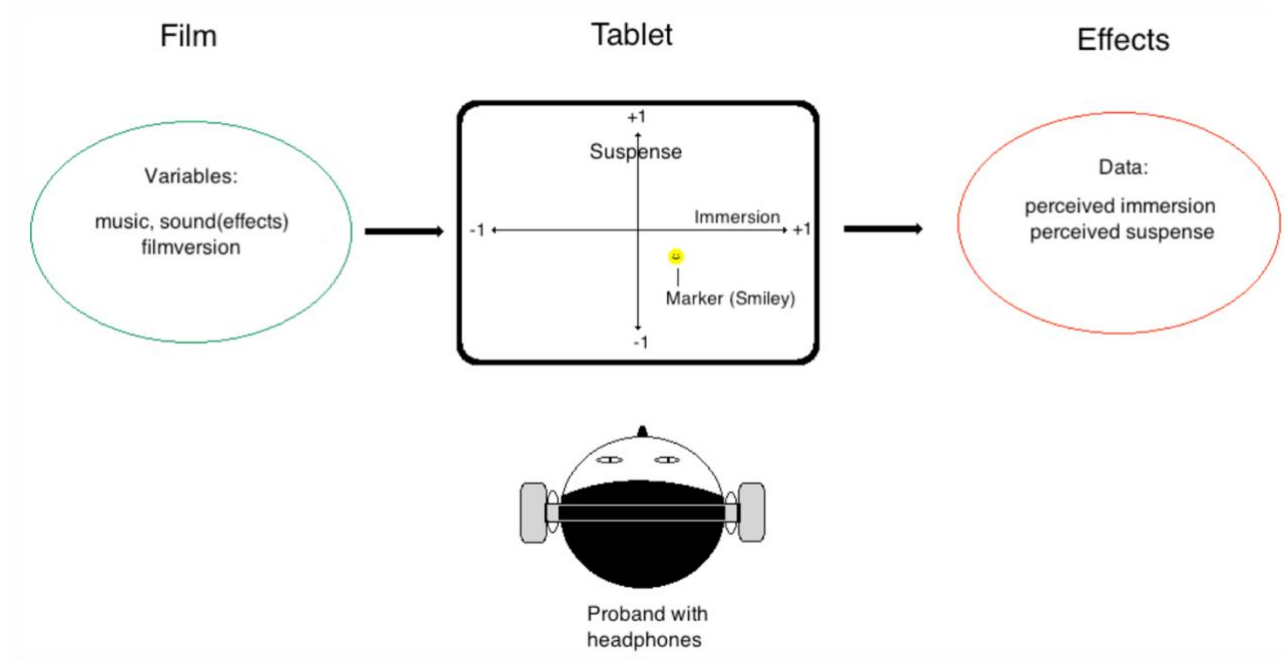 Film
Tablet
Effects
Variables:
music, sound(effects)
filmversion
+1
Suspense
Immersion
-1
+1
Marker (Smiley)
-1
Data:
perceived immersion
perceived suspense
Proband with
headphones